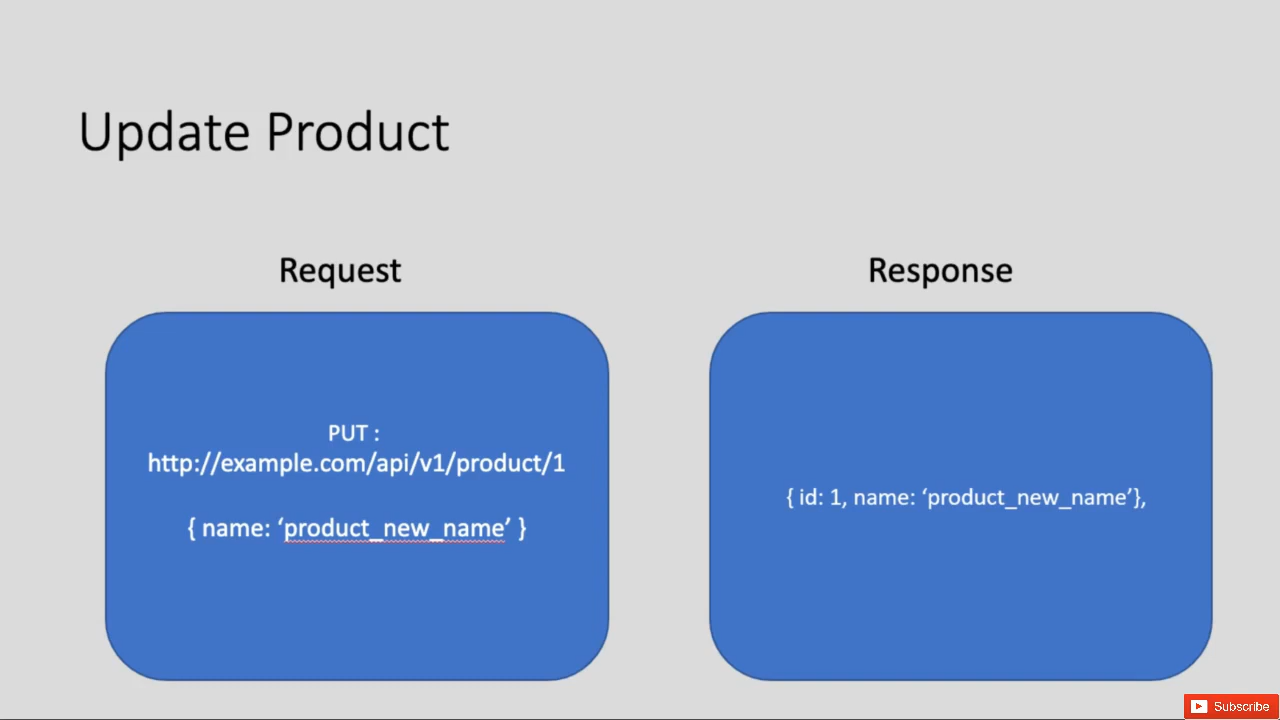 Update Product
Request
Response
PUT :
http://example.com/api/v1/product/1
{ name: ‘product_new_name’ }
{ id: 1, name: ‘product_new_name’},
Subscribe